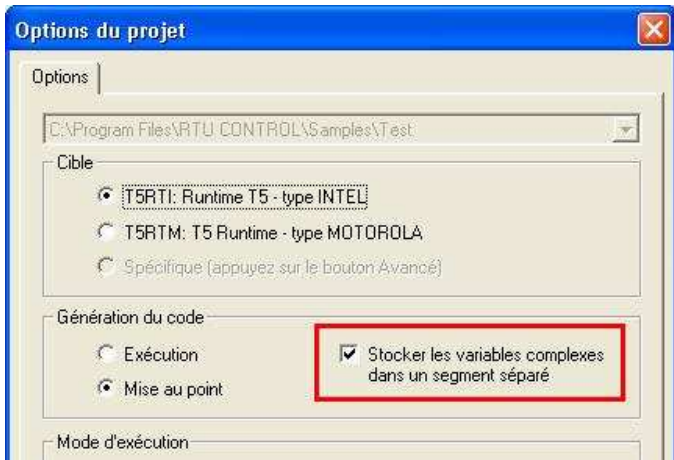 Options du projet
Options
C:\Program Files\RTU CONTROL\Samples\Test
Cible
T5RTI: Runtime T5 - type INTEL
T5RTM: T5 Runtime - type MOTOROLA
Spécifique (appuyez sur le bouton Avancé)
Génération du code
Exécution
Mise au point
Stocker les variables complexes
dans un segment séparé
Mode d'exécution